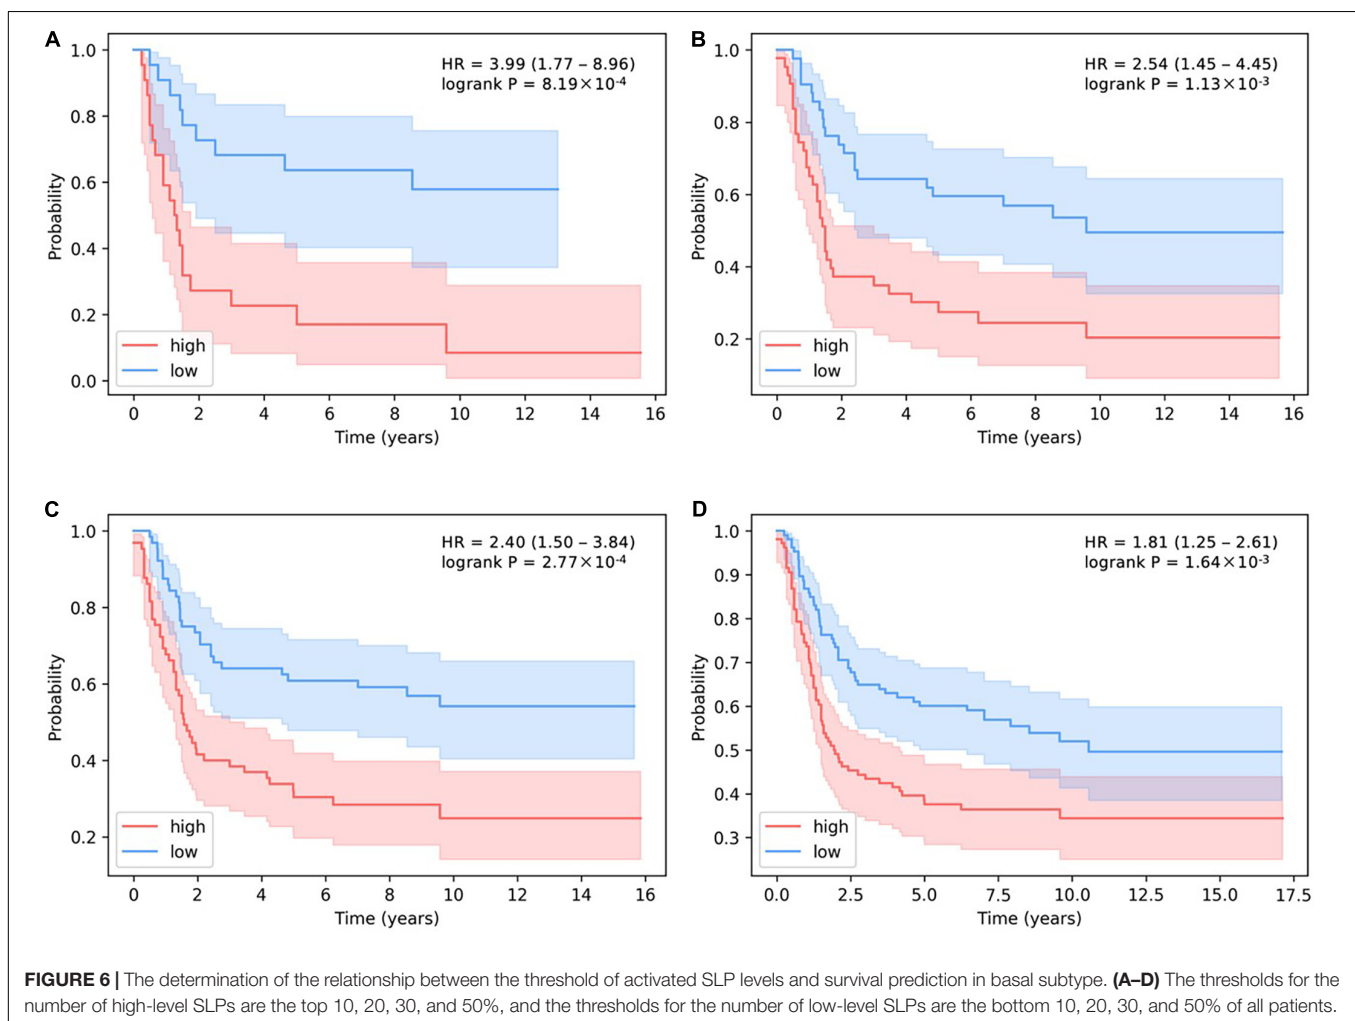 A
HR = 3.99 (1.77 – 8.96)
logrank P = 8.19×10-4
1.0
0.8
0.6
0.4
0.2
0.0
Probability
high
low
0 2 4 6 8 10 12 14 16
Time (years)
B
HR = 2.54 (1.45 – 4.45)
logrank P = 1.13×10-3
1.0
0.8
0.6
0.4
0.2
Probability
high
low
0 2 4 6 8 10 12 14 16
Time (years)
C
HR = 2.40 (1.50 – 3.84)
logrank P = 2.77×10-4
1.0
0.8
0.6
0.4
0.2
Probability
high
low
0 2 4 6 8 10 12 14 16
Time (years)
D
HR = 1.81 (1.25 – 2.61)
logrank P = 1.64×10-3
1.0
0.9
0.8
0.7
0.6
0.5
0.4
0.3
Probability
high
low
0.0 2.5 5.0 7.5 10.0 12.5 15.0 17.5
Time (years)
FIGURE 6 | The determination of the relationship between the threshold of activated SLP levels and survival prediction in basal subtype. (A–D) The thresholds for the
number of high-level SLPs are the top 10, 20, 30, and 50%, and the thresholds for the number of low-level SLPs are the bottom 10, 20, 30, and 50% of all patients.